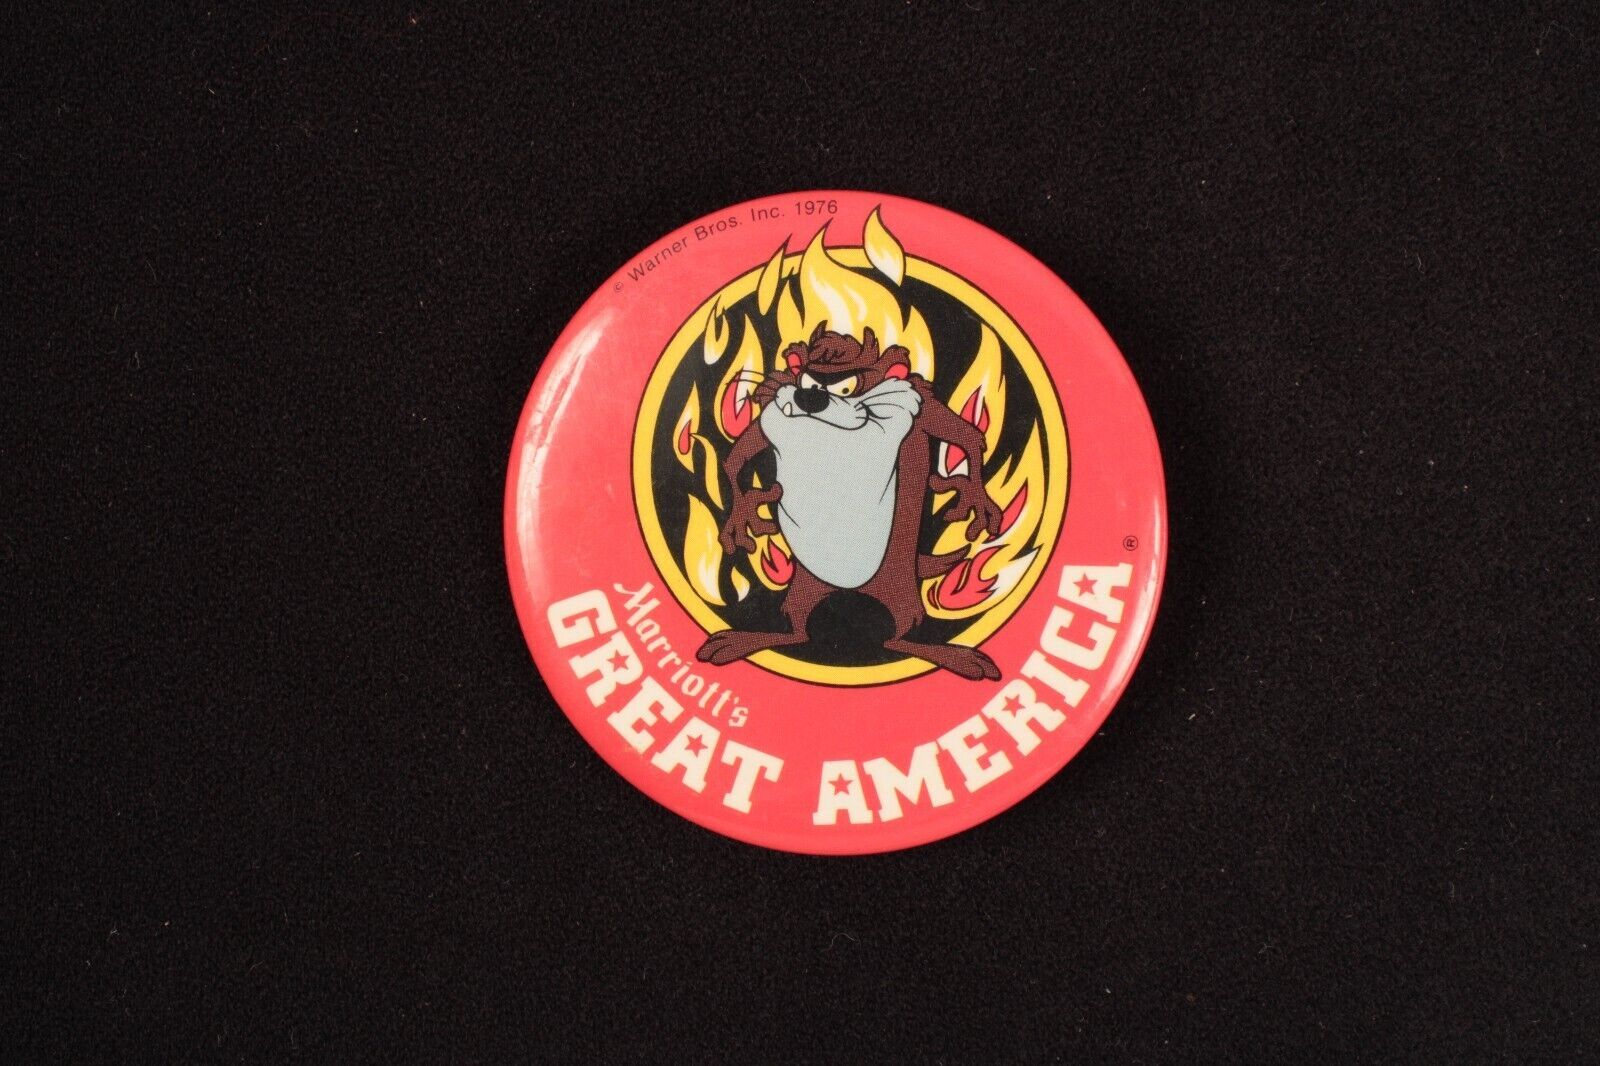 © Warner Bros. Inc. 1976
Marriott's
GREAT AMERICA ®